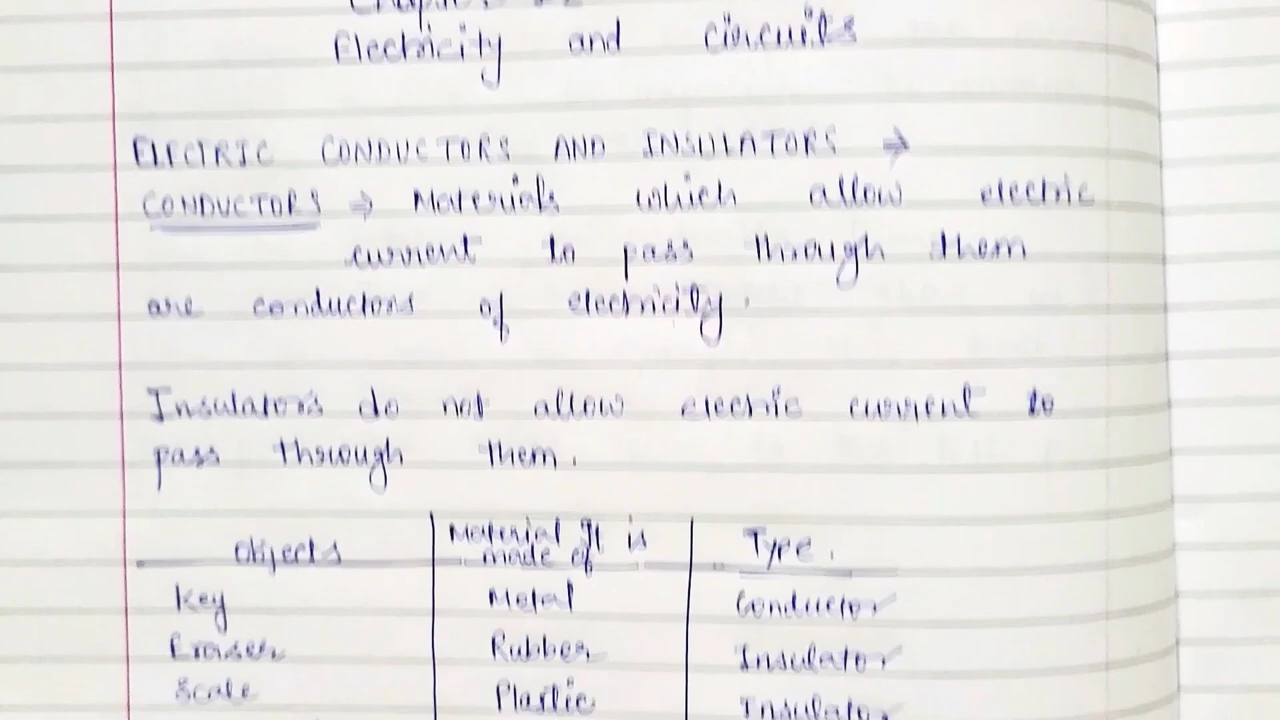 Electricity and circuits
ELECTRIC CONDUCTORS AND INSULATORS ⇒
CONDUCTORS ⇒ Materials which allow electric
current to pass through them
are conductors of electricity.
Insulators do not allow electric current to
pass through them.
Objects | Material It is made of | Type.
Key | Metal | Conductor
Eraser | Rubber | Insulator
Scale | Plastic | Insulator